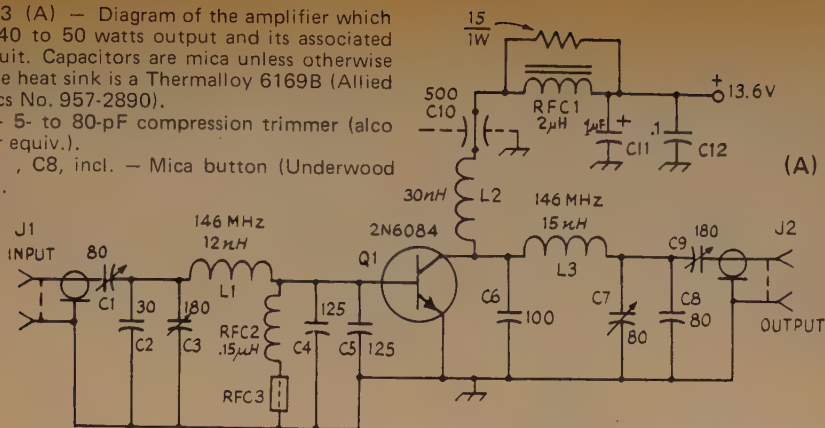 3 (A) — Diagram of the amplifier which
40 to 50 watts output and its associated
uit. Capacitors are mica unless otherwise
e heat sink is a Thermalloy 6169B (Allied
cs No. 957-2890).
- 5- to 80-pF compression trimmer (alco
r equiv.).
, C8, incl. — Mica button (Underwood
.
15
1W
500
C10
RFC1
2µH
1µF
+
C11
.1
C12
+
13.6V
(A)
30nH
L2
J1
INPUT
80
C1
30
C2
180
C3
146 MHz
12nH
L1
RFC2
.15µH
RFC3
125
C4
C5
125
2N6084
Q1
C6
100
146 MHz
15nH
L3
C7
80
C8
80
C9
180
J2
OUTPUT